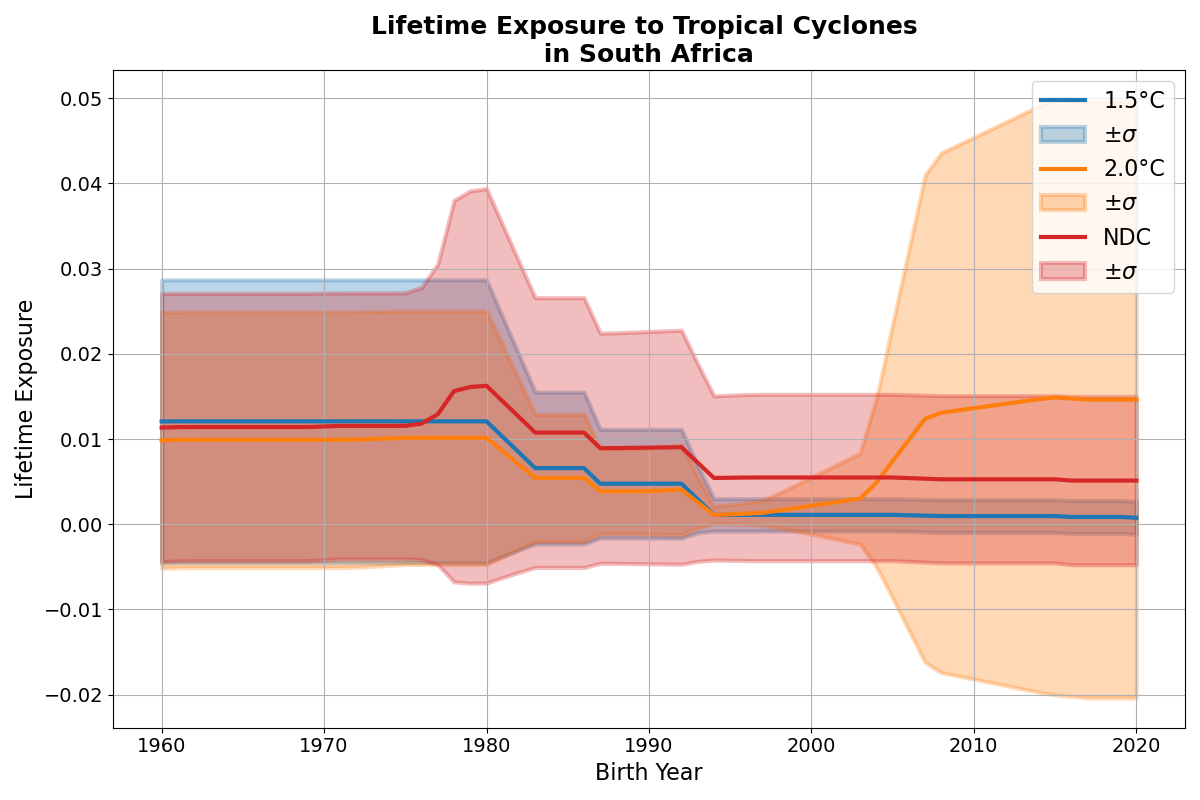 Lifetime Exposure to Tropical Cyclones
in South Africa
0.05
0.04
0.03
0.02
0.01
0.00
−0.01
−0.02
Lifetime Exposure
1960
1970
1980
1990
2000
2010
2020
Birth Year
1.5°C
±σ
2.0°C
±σ
NDC
±σ